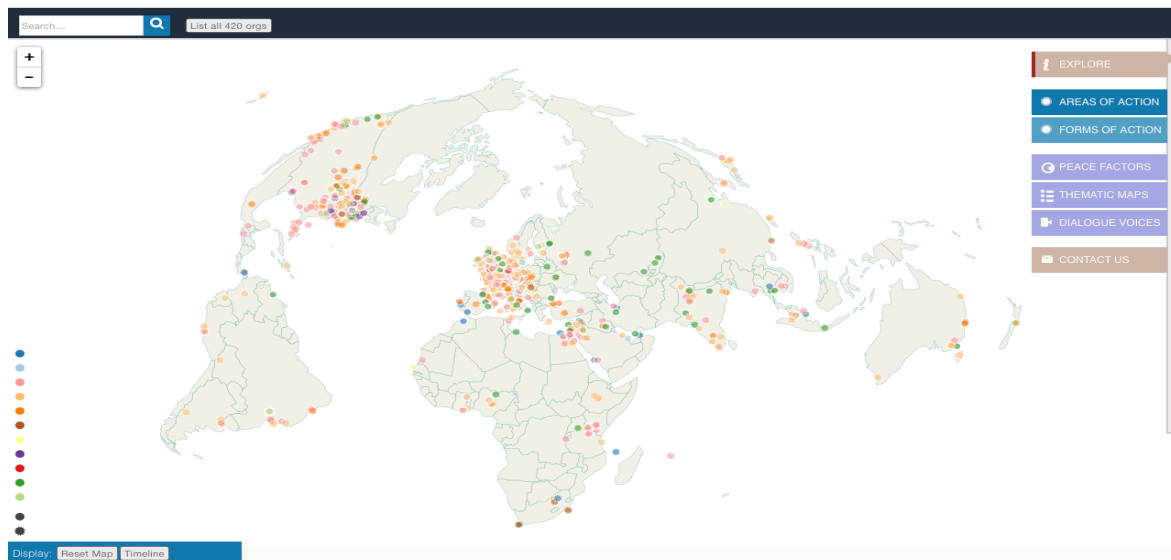 Search...
List all 420 orgs
+
−
EXPLORE
AREAS OF ACTION
FORMS OF ACTION
PEACE FACTORS
THEMATIC MAPS
DIALOGUE VOICES
CONTACT US
Display: Reset Map Timeline